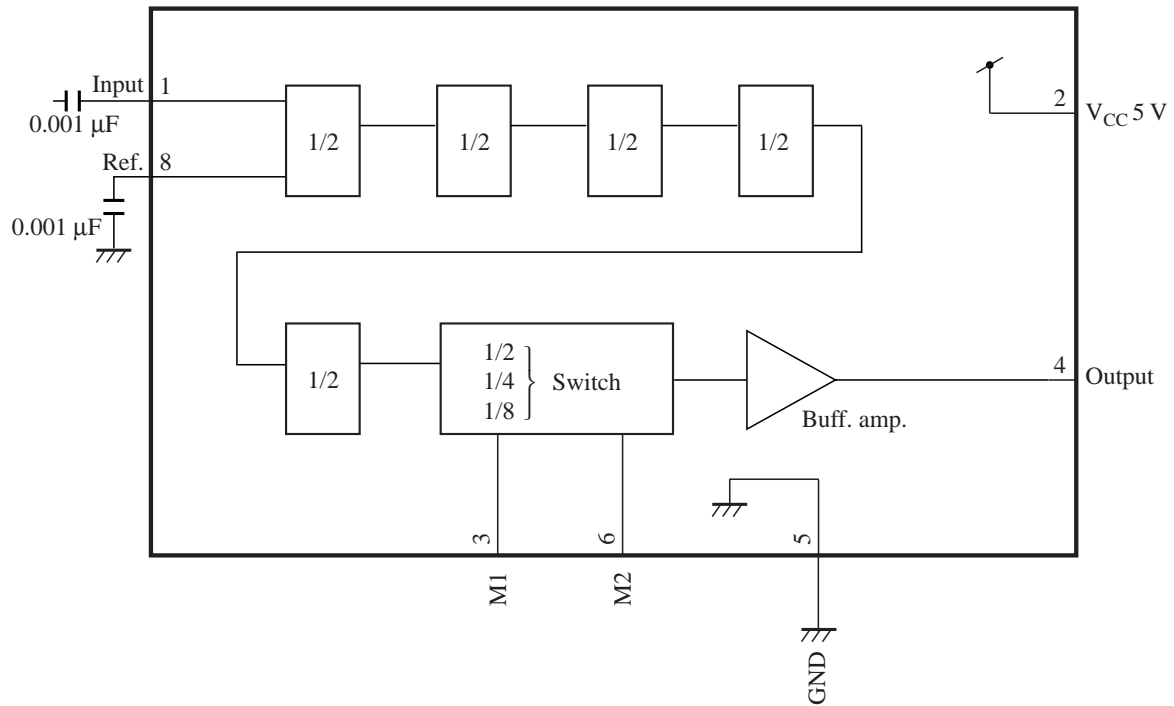 Input
1
0.001 μF
Ref.
8
0.001 μF
1/2
1/2
1/2
1/2
2
V_CC 5 V
1/2
1/2
1/4
1/8
Switch
Buff. amp.
4
Output
3
6
5
M1
M2
GND